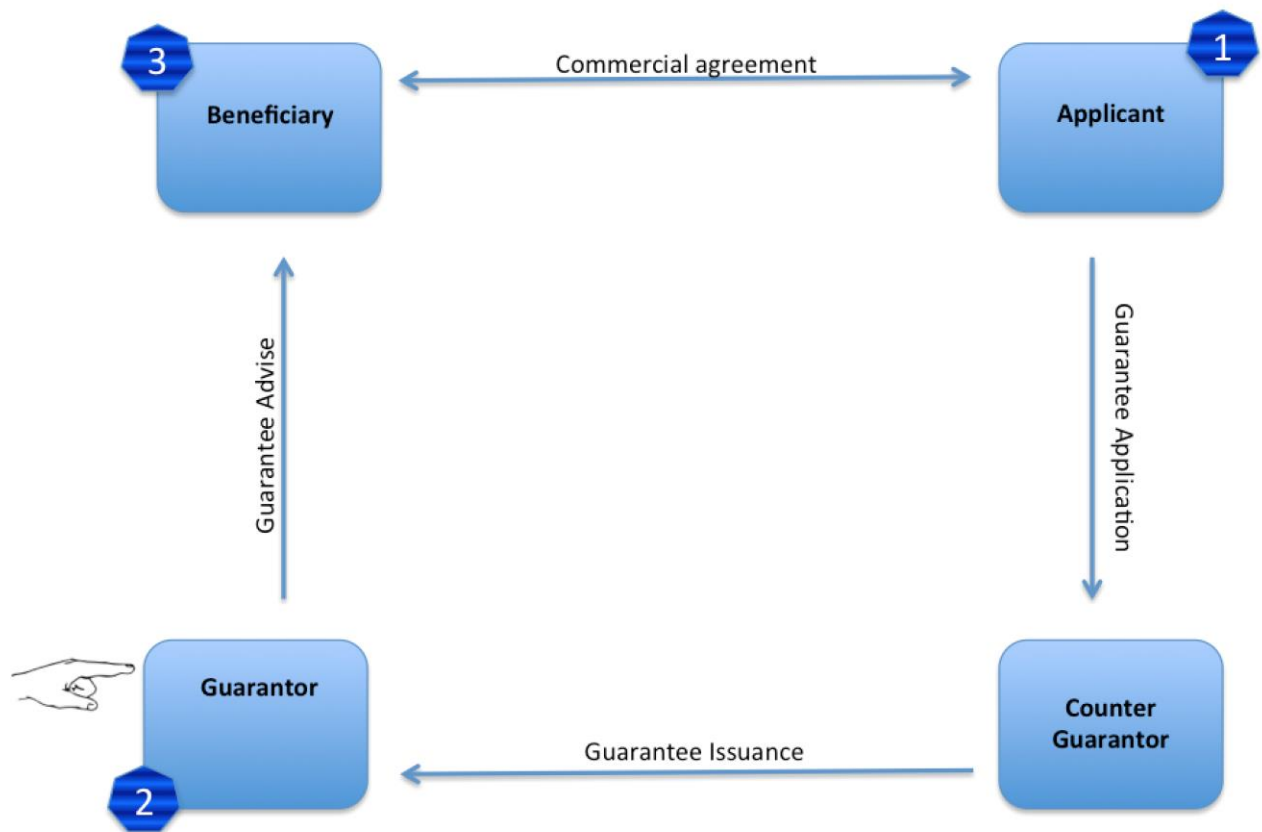 3
1
Commercial agreement
Beneficiary
Applicant
Guarantee Advise
Guarantee Application
Guarantor
Counter
Guarantor
Guarantee Issuance
2